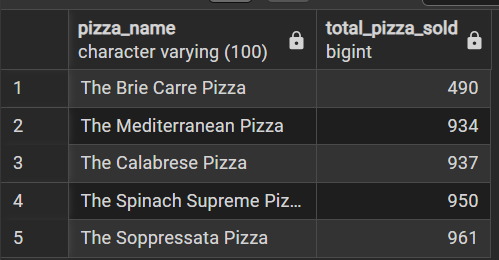 pizza_name total_pizza_sold
character varying (100) bigint
1 The Brie Carre Pizza 490
2 The Mediterranean Pizza 934
3 The Calabrese Pizza 937
4 The Spinach Supreme Piz... 950
5 The Soppressata Pizza 961